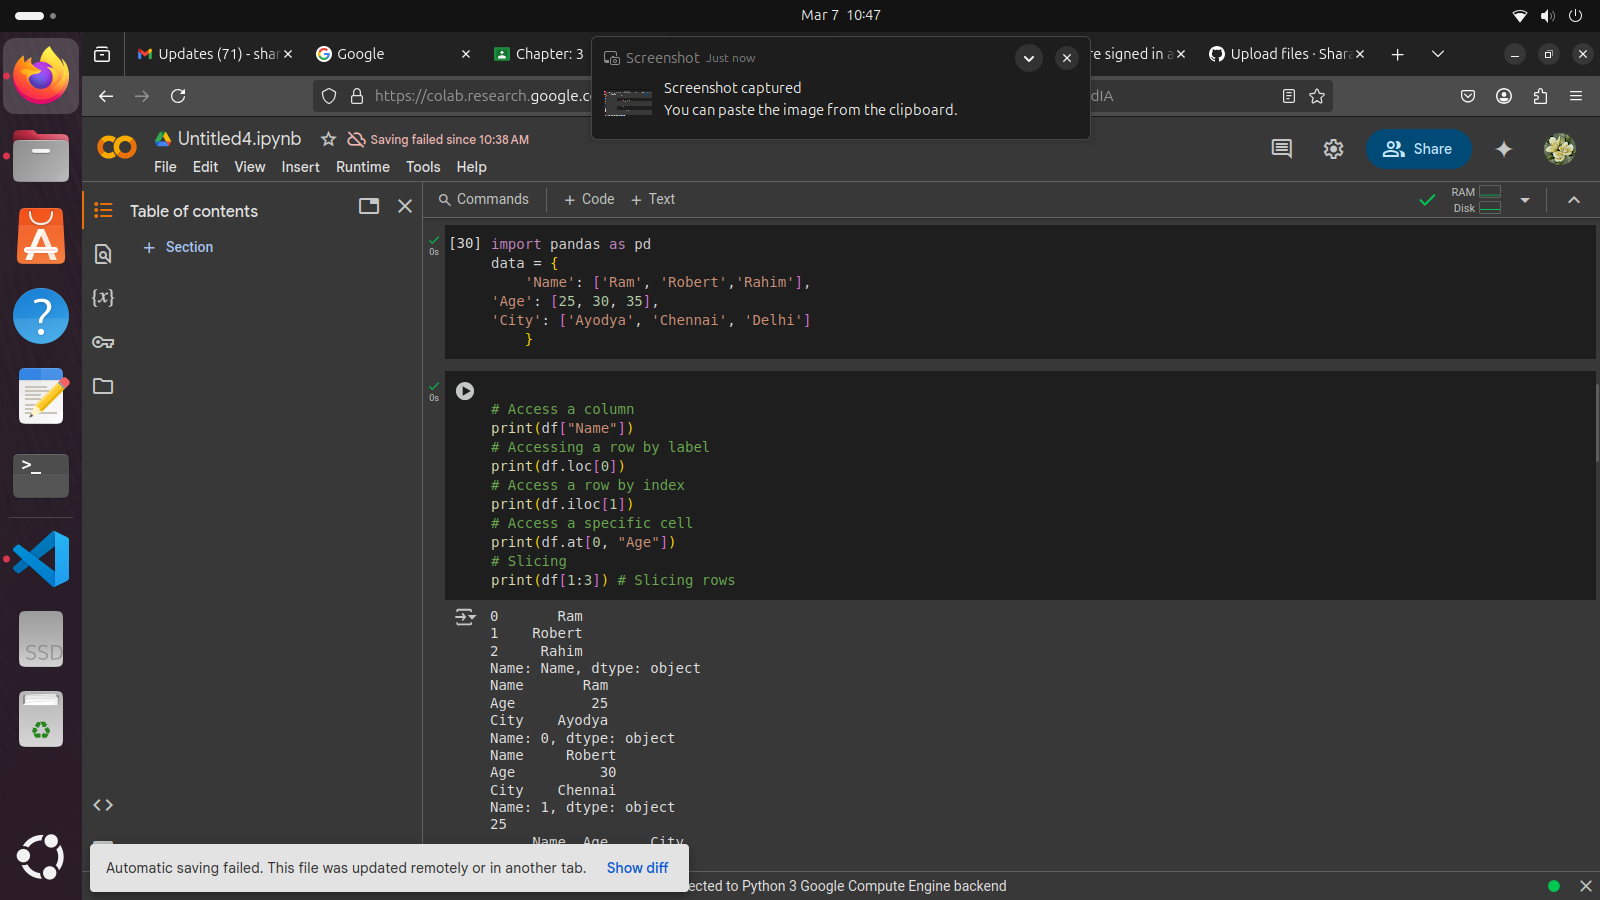 Mar 7 10:47
Updates (71) - shar
Google
Chapter: 3
re signed in a
Upload files · Shara
https://colab.research.google.c
dIA
Screenshot Just now
Screenshot captured
You can paste the image from the clipboard.
Untitled4.ipynb
Saving failed since 10:38 AM
File Edit View Insert Runtime Tools Help
Share
Table of contents
+ Section
Commands + Code + Text
RAM
Disk
{x}
0s
[30] import pandas as pd
data = {
'Name': ['Ram', 'Robert','Rahim'],
'Age': [25, 30, 35],
'City': ['Ayodya', 'Chennai', 'Delhi']
}
0s
# Access a column
print(df["Name"])
# Accessing a row by label
print(df.loc[0])
# Access a row by index
print(df.iloc[1])
# Access a specific cell
print(df.at[0, "Age"])
# Slicing
print(df[1:3]) # Slicing rows
0 Ram
1 Robert
2 Rahim
Name: Name, dtype: object
Name Ram
Age 25
City Ayodya
Name: 0, dtype: object
Name Robert
Age 30
City Chennai
Name: 1, dtype: object
25
Name Age City
>_
SSD
Automatic saving failed. This file was updated remotely or in another tab. Show diff
ected to Python 3 Google Compute Engine backend